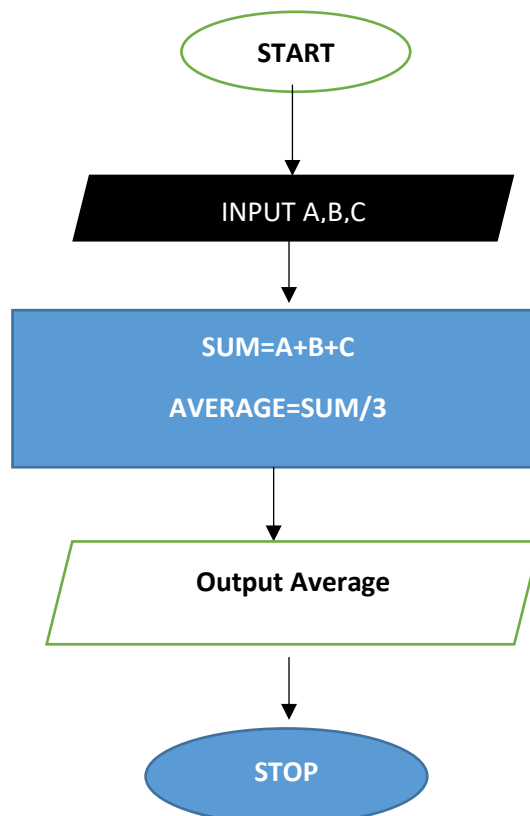 START
INPUT A,B,C
SUM=A+B+C
AVERAGE=SUM/3
Output Average
STOP